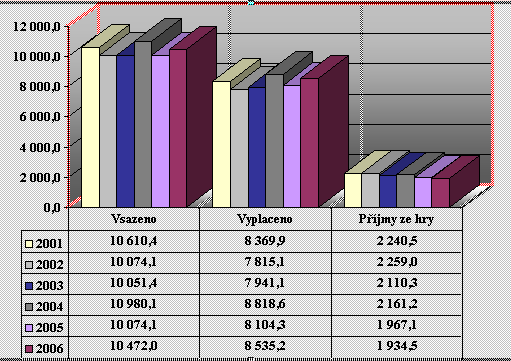 12 000,0
10 000,0
8 000,0
6 000,0
4 000,0
2 000,0
0,0
Vsazeno Vyplaceno Příjmy ze hry
2001 10 610,4 8 369,9 2 240,5
2002 10 074,1 7 815,1 2 259,0
2003 10 051,4 7 941,1 2 110,3
2004 10 980,1 8 818,6 2 161,2
2005 10 074,1 8 104,3 1 967,1
2006 10 472,0 8 535,2 1 934,5